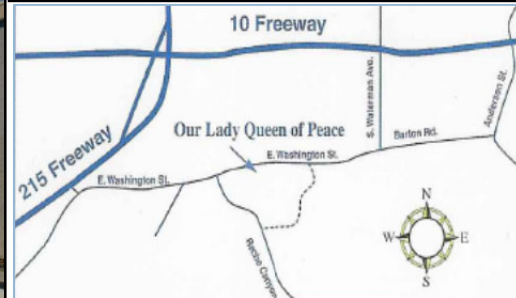 10 Freeway
S. Waterman Ave.
Anderson St.
Our Lady Queen of Peace
Barton Rd.
215 Freeway
E. Washington St.
E. Washington St.
N
W
E
S